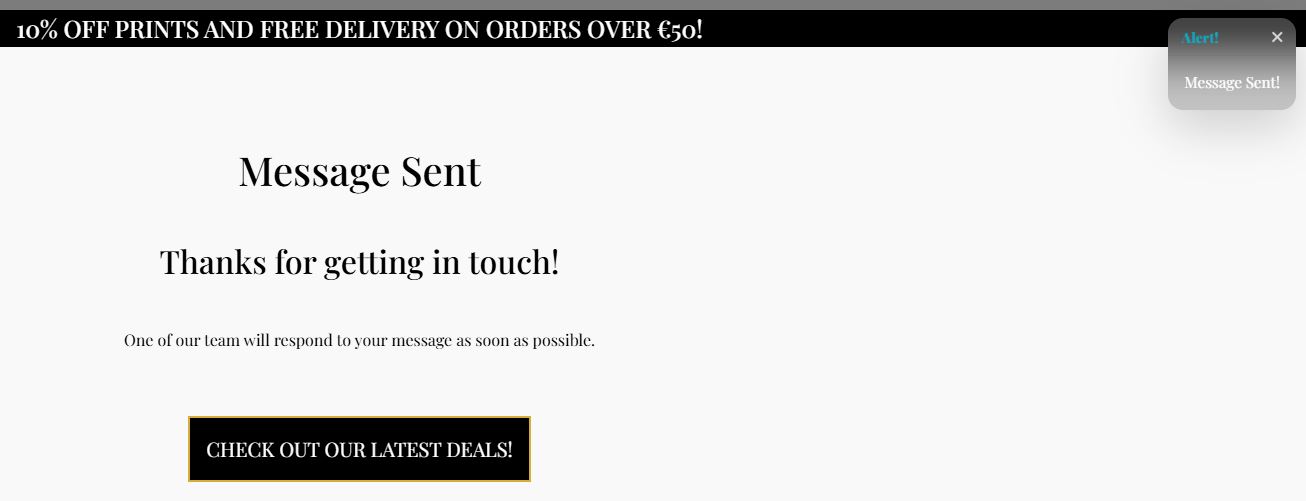 10% OFF PRINTS AND FREE DELIVERY ON ORDERS OVER €50!
Alert!
Message Sent!
Message Sent
Thanks for getting in touch!
One of our team will respond to your message as soon as possible.
CHECK OUT OUR LATEST DEALS!